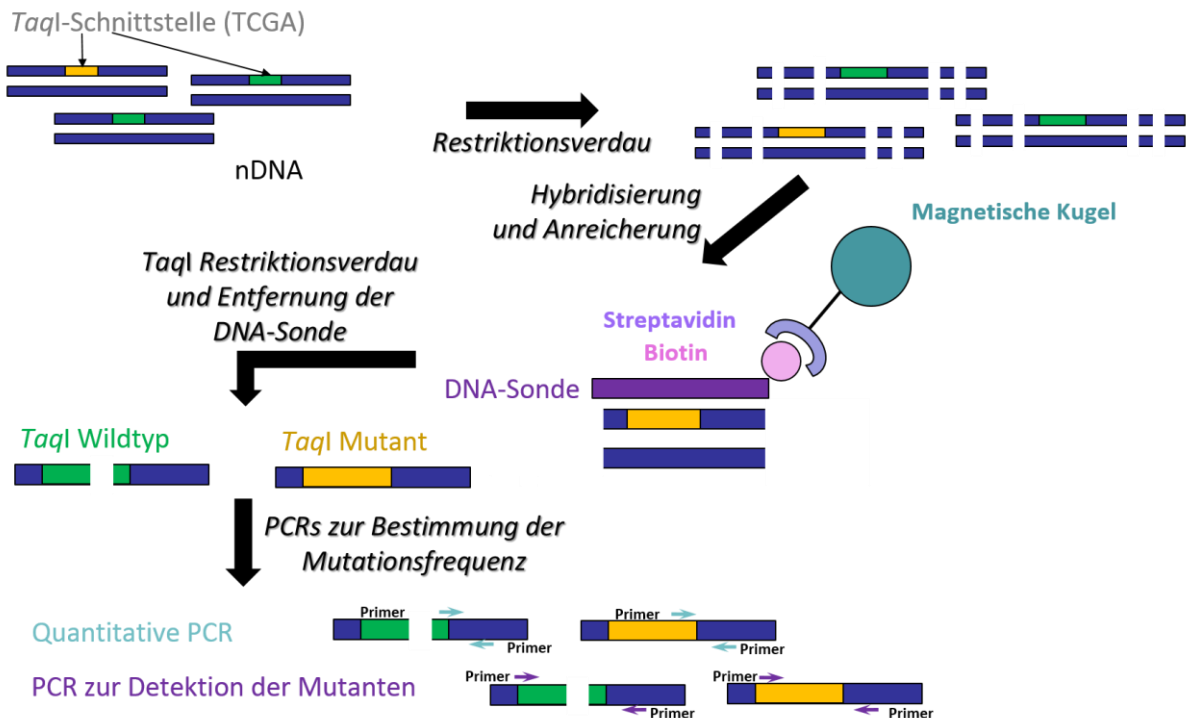 TaqI-Schnittstelle (TCGA)
nDNA
Restriktionsverdau
Hybridisierung
und Anreicherung
Magnetische Kugel
Streptavidin
Biotin
DNA-Sonde
TaqI Restriktionsverdau
und Entfernung der
DNA-Sonde
TaqI Wildtyp
TaqI Mutant
PCRs zur Bestimmung der
Mutationsfrequenz
Quantitative PCR
Primer
Primer
Primer
Primer
PCR zur Detektion der Mutanten
Primer
Primer
Primer
Primer